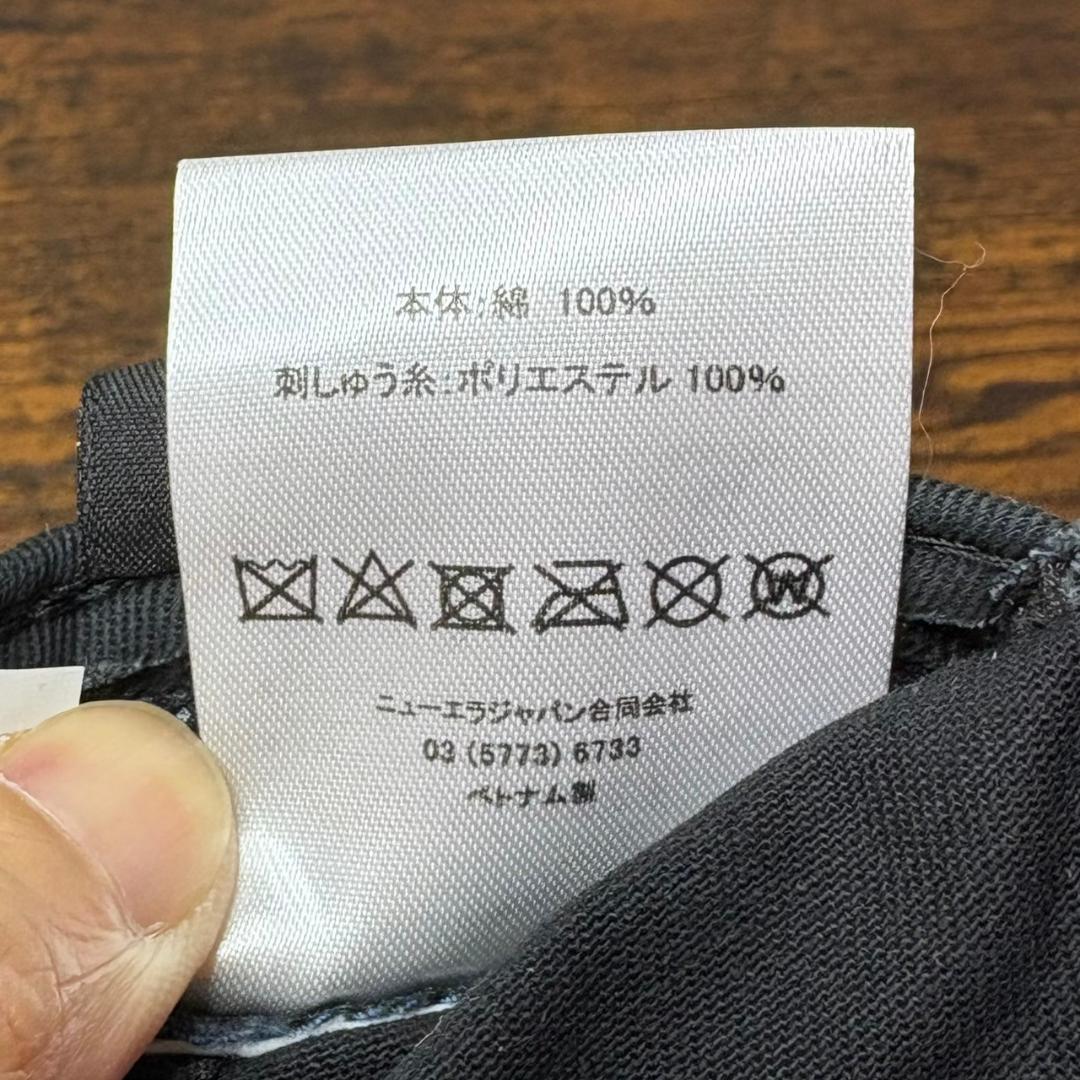 本体:綿 100%
刺しゅう糸:ポリエステル 100%
ニューエラジャパン合同会社
03 (5773) 6733
ベトナム製